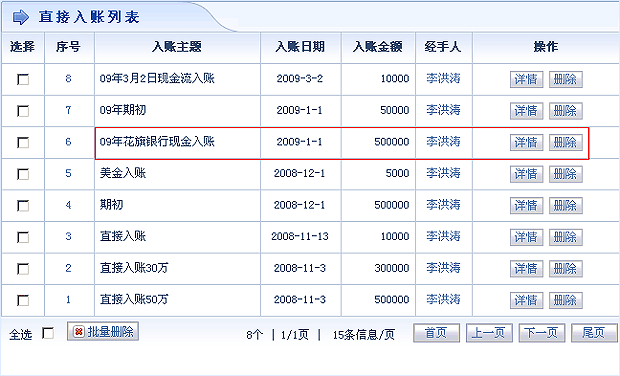 直接入账列表
选择 序号 入账主题 入账日期 入账金额 经手人 操作
8 09年3月2日现金流入账 2009-3-2 10000 李洪涛 详情 删除
7 09年期初 2009-1-1 50000 李洪涛 详情 删除
6 09年花旗银行现金入账 2009-1-1 500000 李洪涛 详情 删除
5 美金入账 2008-12-1 5000 李洪涛 详情 删除
4 期初 2008-12-1 500000 李洪涛 详情 删除
3 直接入账 2008-11-13 10000 李洪涛 详情 删除
2 直接入账30万 2008-11-3 300000 李洪涛 详情 删除
1 直接入账50万 2008-11-3 500000 李洪涛 详情 删除
全选 批量删除 8个 | 1/1页 | 15条信息/页 首页 上一页 下一页 尾页